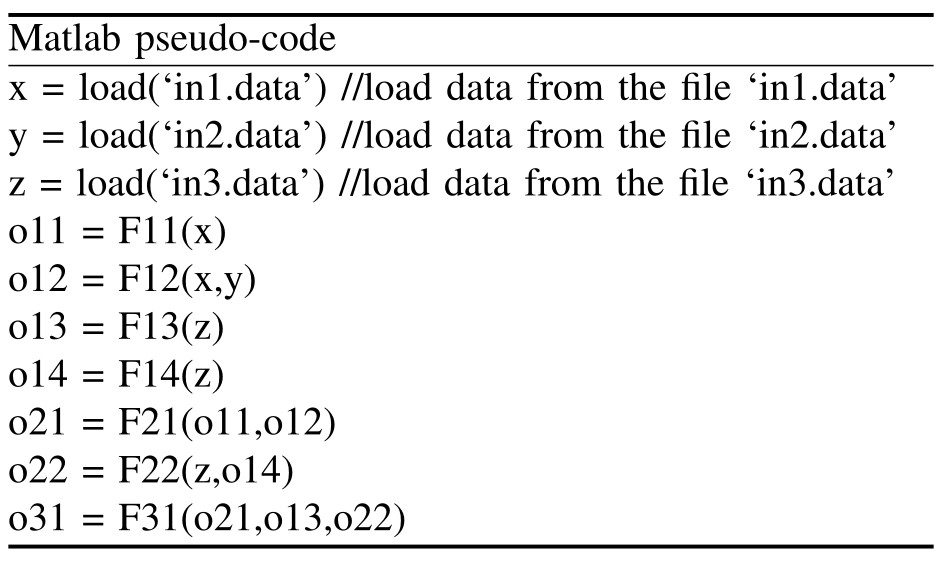 Matlab pseudo-code
x = load(‘in1.data’) //load data from the file ‘in1.data’
y = load(‘in2.data’) //load data from the file ‘in2.data’
z = load(‘in3.data’) //load data from the file ‘in3.data’
o11 = F11(x)
o12 = F12(x,y)
o13 = F13(z)
o14 = F14(z)
o21 = F21(o11,o12)
o22 = F22(z,o14)
o31 = F31(o21,o13,o22)